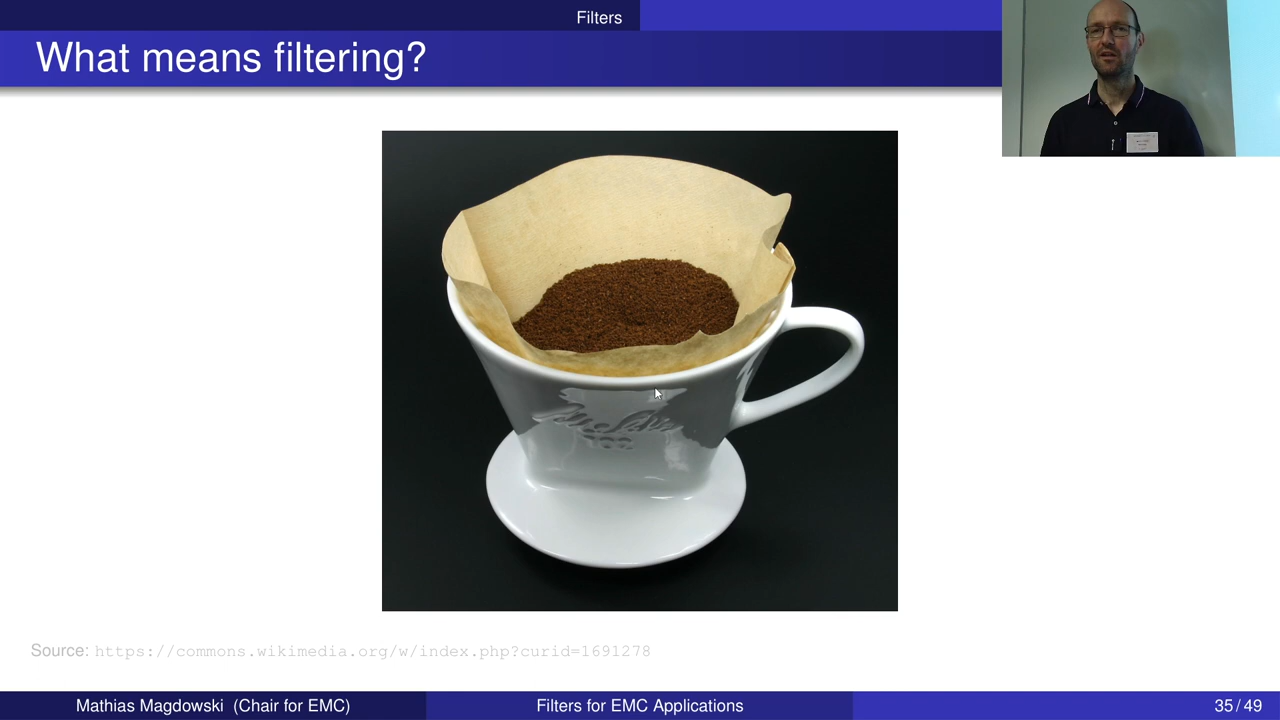 Filters
What means filtering?
Melitta
Source: https://commons.wikimedia.org/w/index.php?curid=1691278
Mathias Magdowski (Chair for EMC)
Filters for EMC Applications
35/49